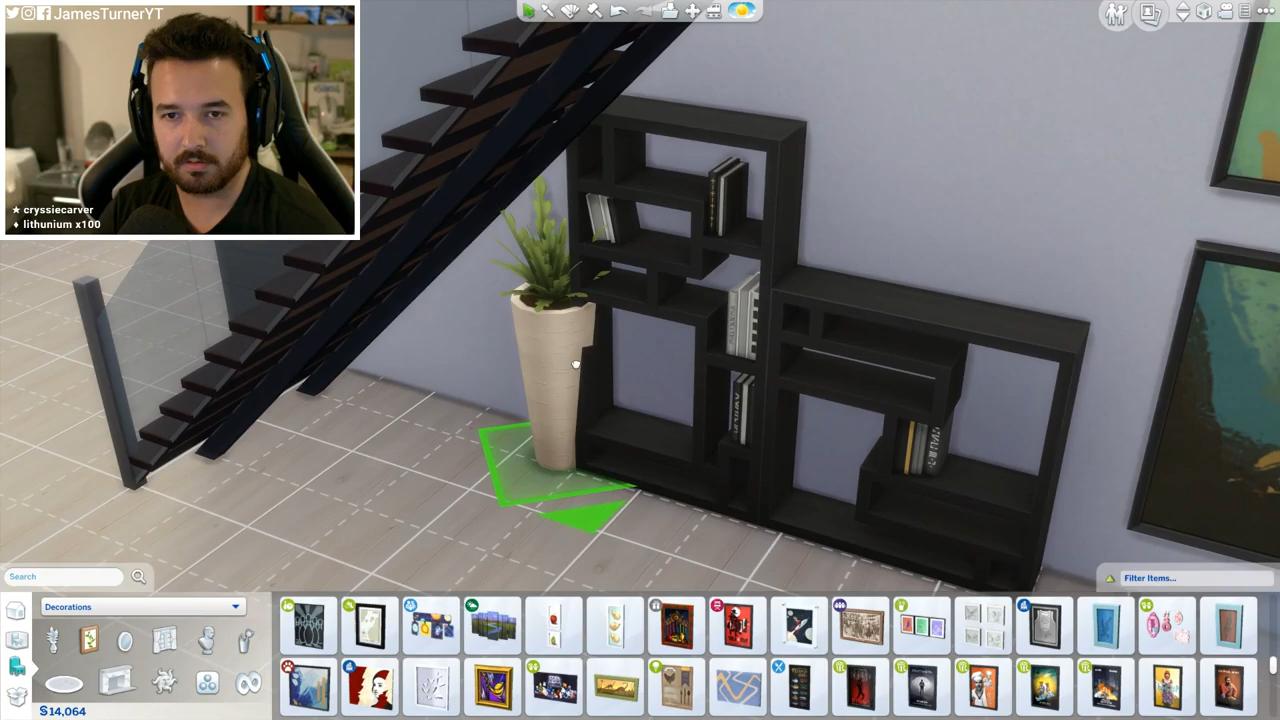 JamesTurnerYT
★ cryssiecarver
♦ lithunium x100
Search
Filter Items...
Decorations
§14,064